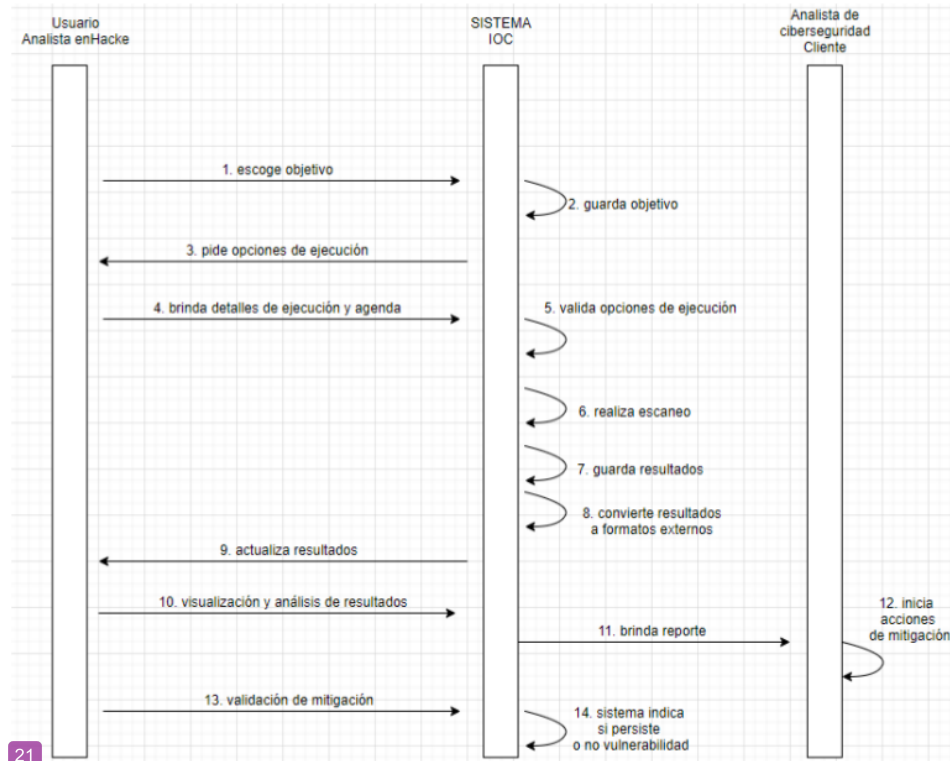 Usuario
Analista enHacke
SISTEMA
IOC
Analista de
ciberseguridad
Cliente
1. escoge objetivo
2. guarda objetivo
3. pide opciones de ejecución
4. brinda detalles de ejecución y agenda
5. valida opciones de ejecución
6. realiza escaneo
7. guarda resultados
8. convierte resultados
a formatos externos
9. actualiza resultados
10. visualización y análisis de resultados
11. brinda reporte
12. inicia
acciones
de mitigación
13. validación de mitigación
14. sistema indica
si persiste
o no vulnerabilidad
21